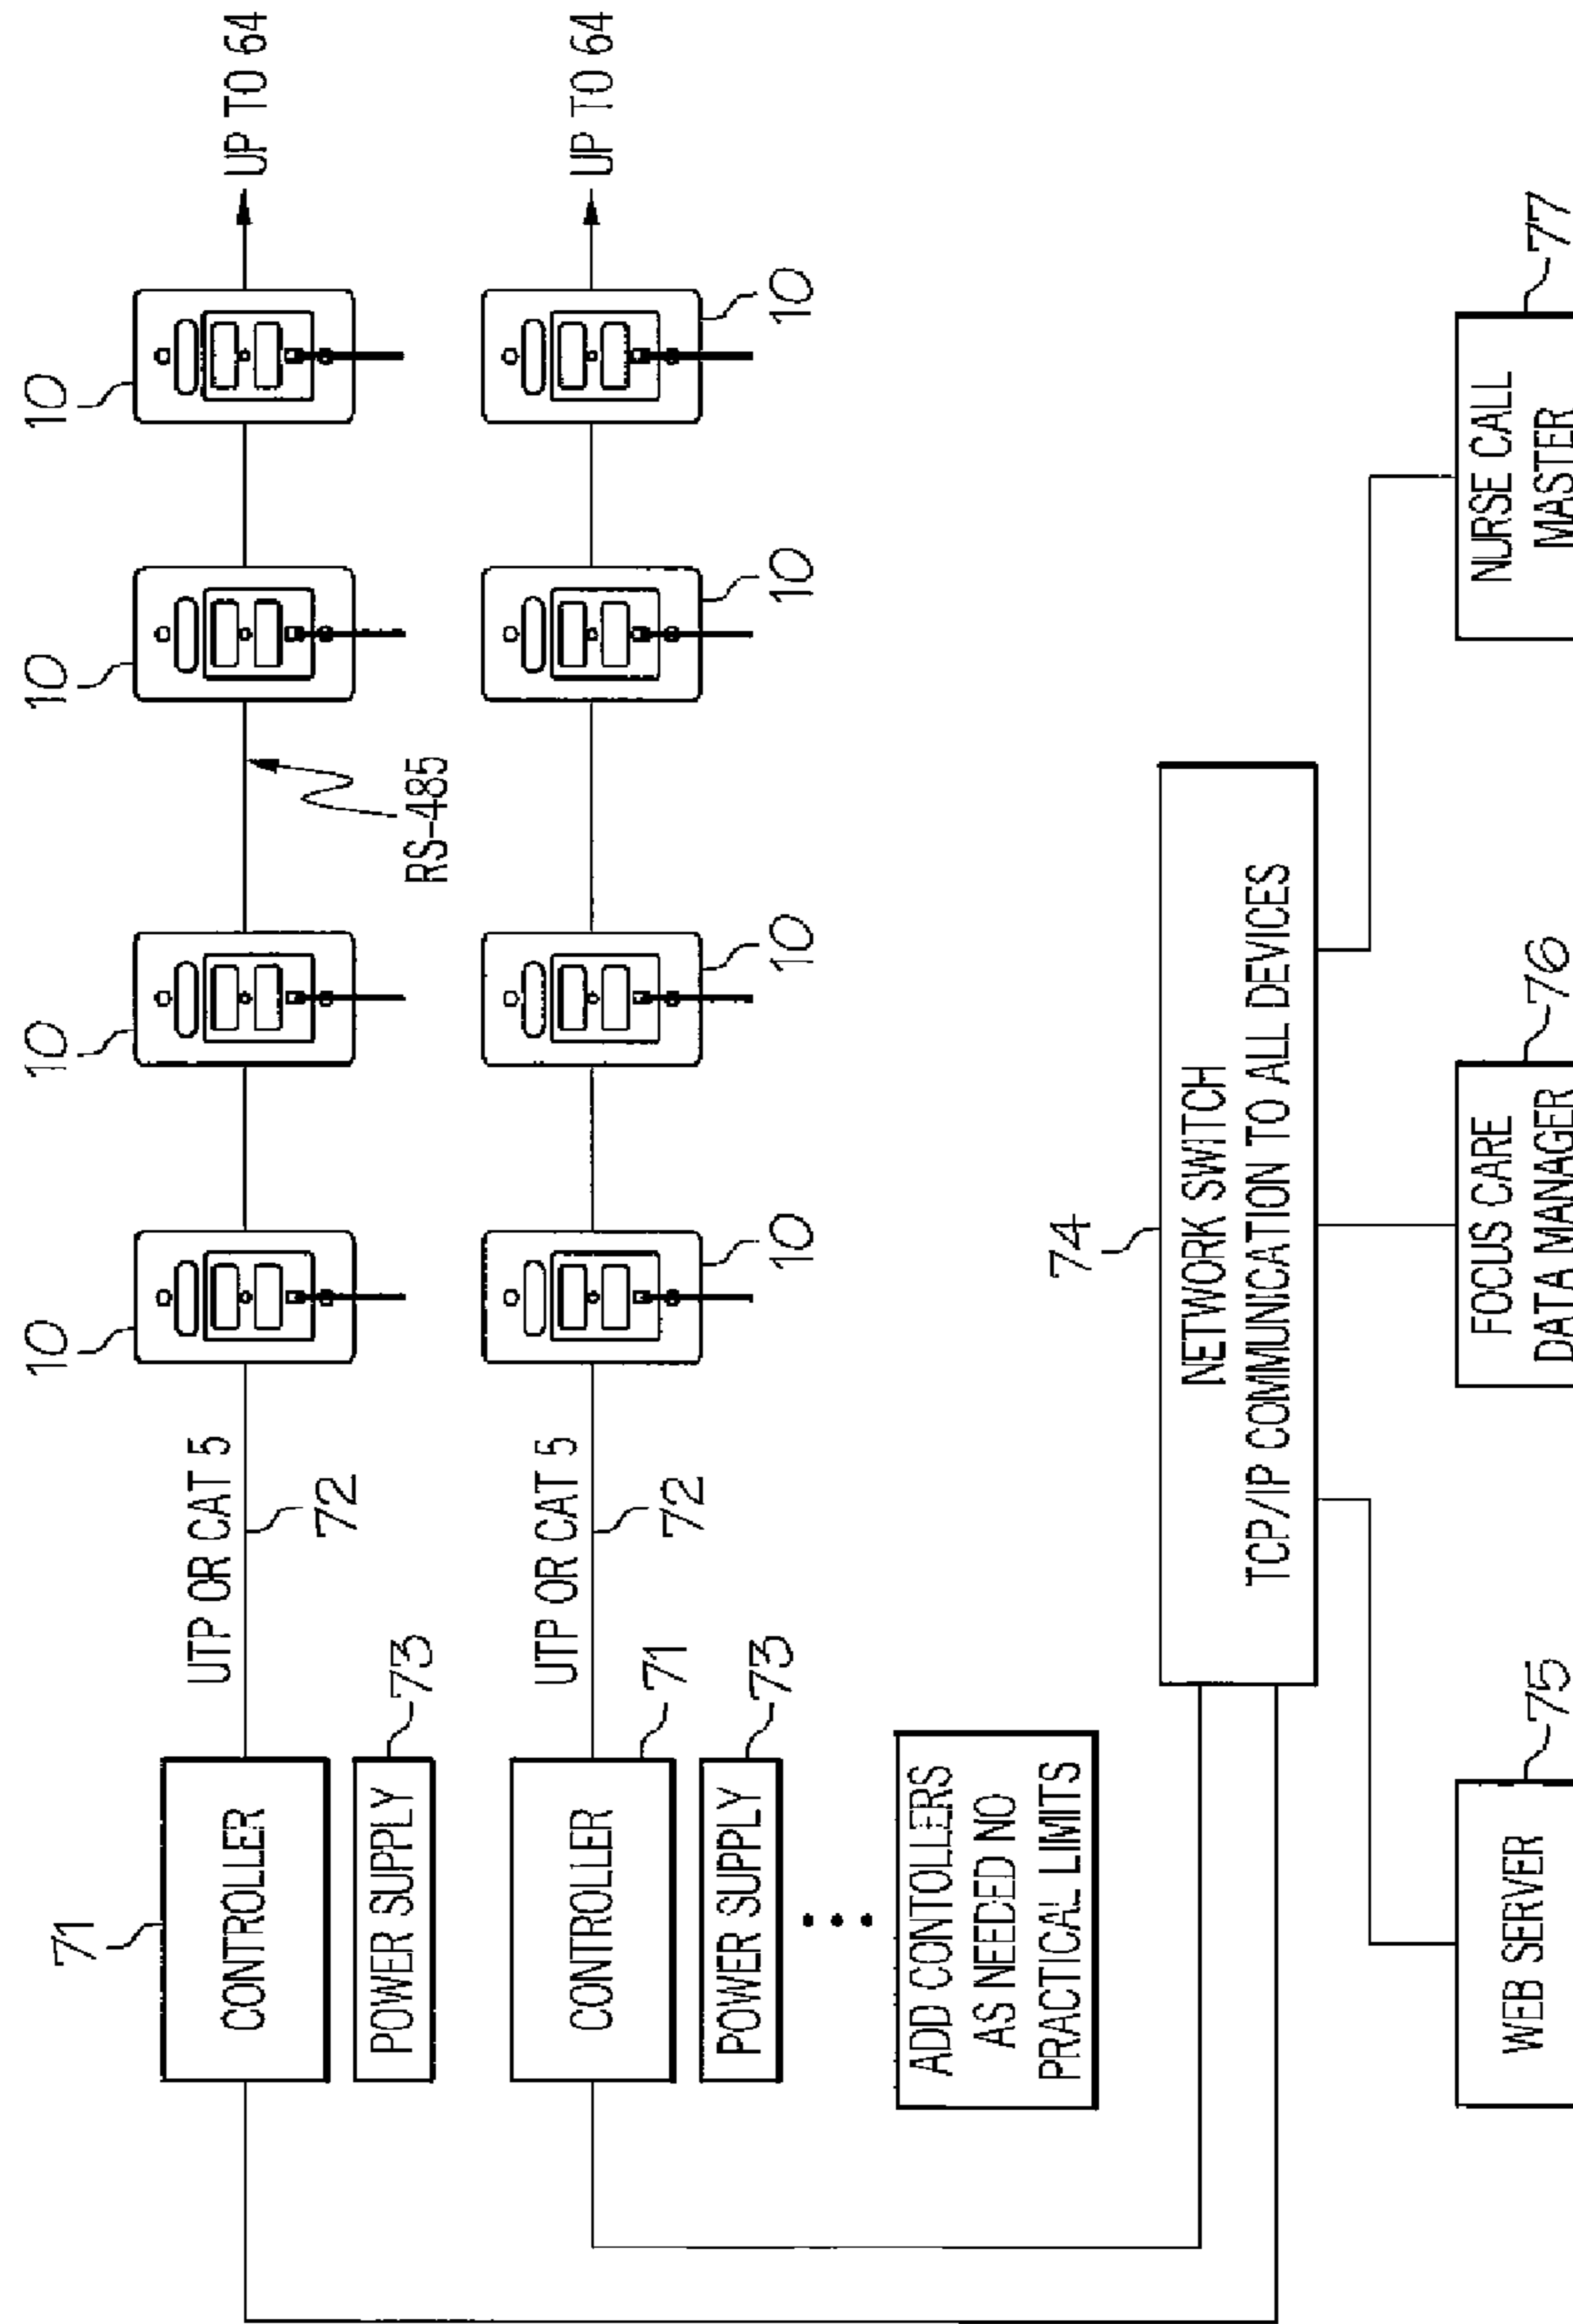 10
10
10
10
UP TO 64
71
CONTROLLER
UTP OR CAT 5
72
POWER SUPPLY
73
RS-485
UP TO 64
CONTROLLER
71
UTP OR CAT 5
72
POWER SUPPLY
73
10
10
10
10
ADD CONTOLLERS
AS NEEDED NO
PRACTICAL LIMITS
74
NETWORK SWITCH
TCP/IP COMMUNICATION TO ALL DEVICES
75
WEB SERVER
76
FOCUS CARE
DATA MANAGER
77
NURSE CALL
MASTER